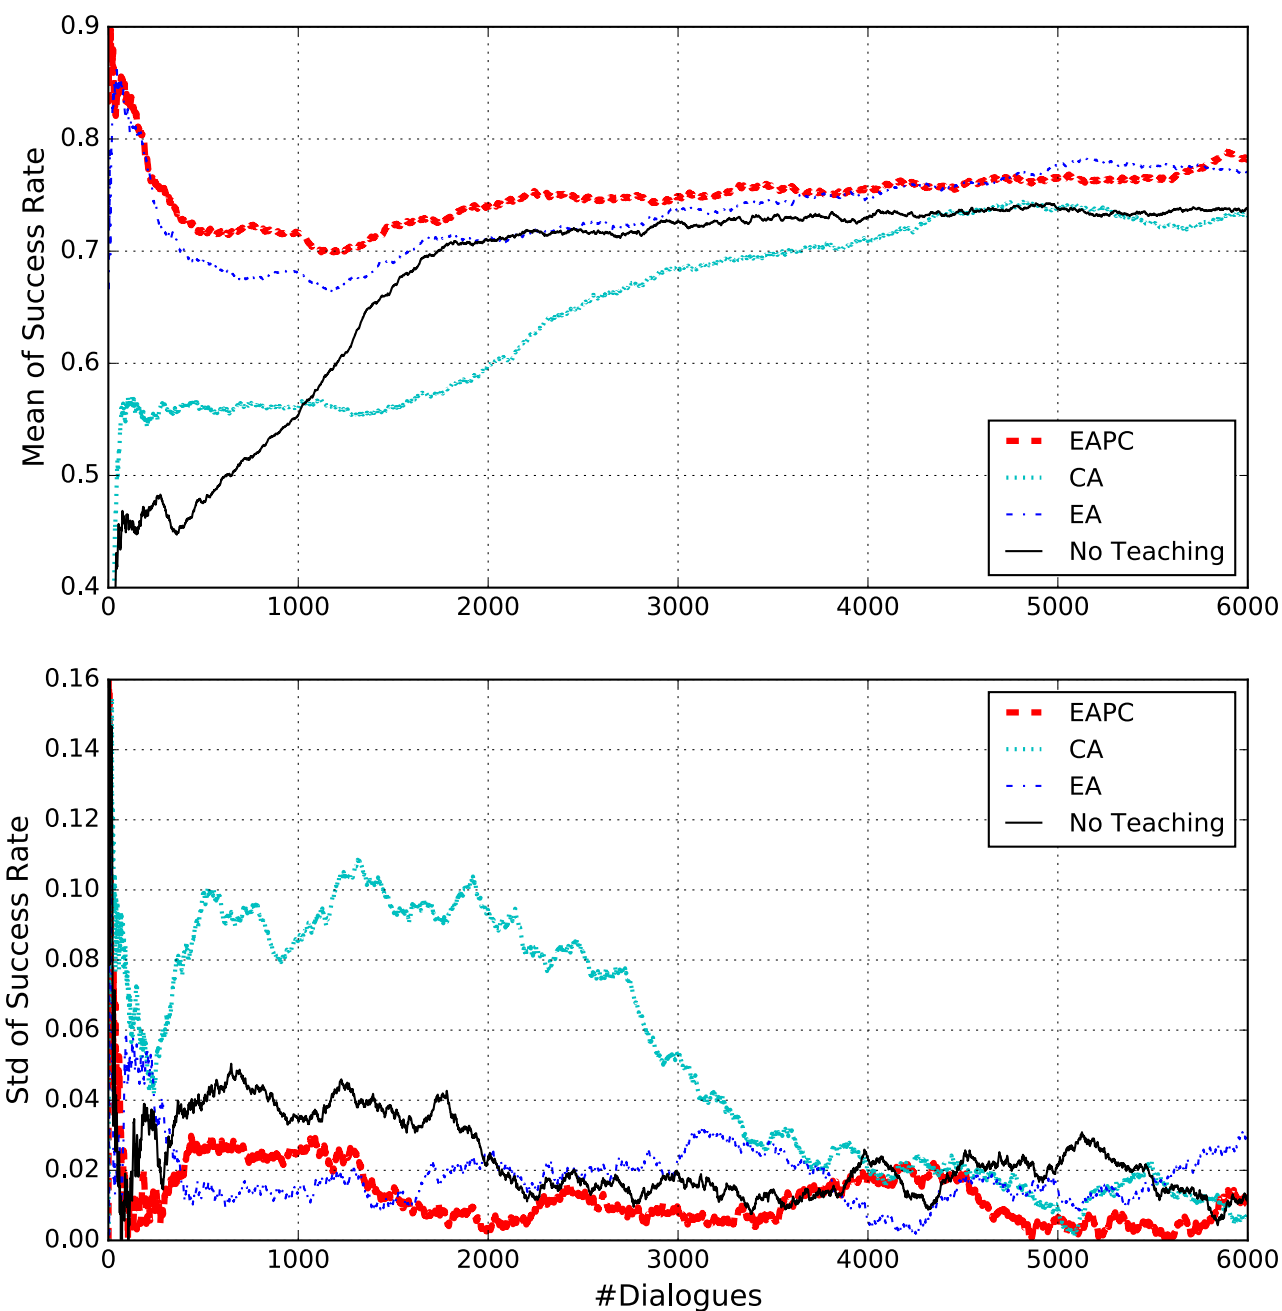 0.9
0.8
0.7
0.6
0.5
0.4
Mean of Success Rate
EAPC
CA
EA
No Teaching
0 1000 2000 3000 4000 5000 6000
0.16
0.14
0.12
0.10
0.08
0.06
0.04
0.02
0.00
Std of Success Rate
EAPC
CA
EA
No Teaching
0 1000 2000 3000 4000 5000 6000
#Dialogues